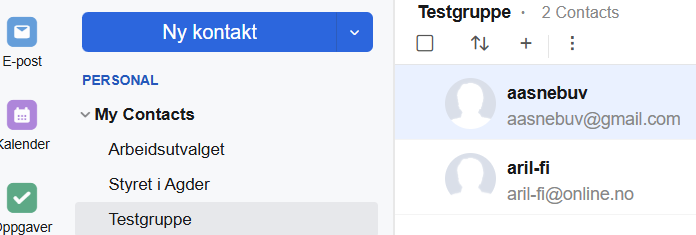 E-post
Kalender
Oppgaver
Ny kontakt
PERSONAL
My Contacts
Arbeidsutvalget
Styret i Agder
Testgruppe
Testgruppe · 2 Contacts
aasnebuv
aasnebuv@gmail.com
aril-fi
aril-fi@online.no